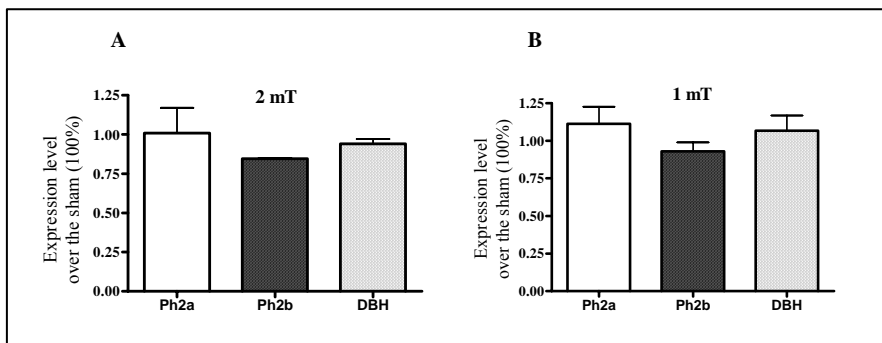 A
2 mT
Expression level
over the sham (100%)
1.25
1.00
0.75
0.50
0.25
0.00
Ph2a Ph2b DBH
B
1 mT
Expression level
over the sham (100%)
1.25
1.00
0.75
0.50
0.25
0.00
Ph2a Ph2b DBH